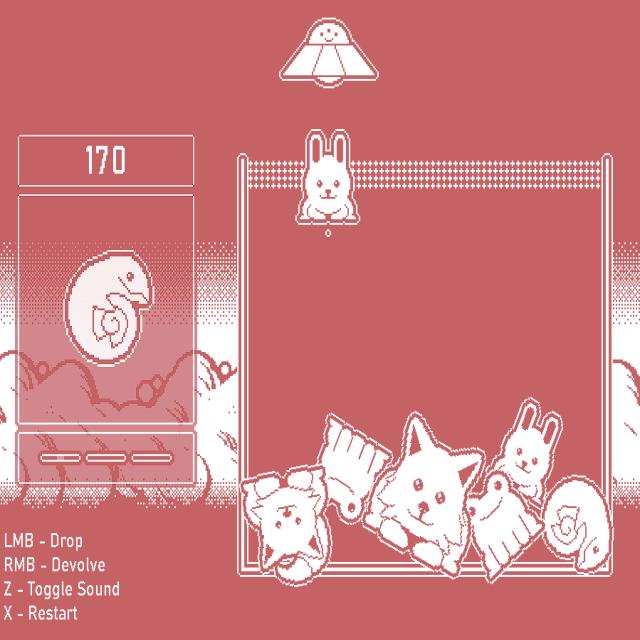 170
LMB - Drop
RMB - Devolve
Z - Toggle Sound
X - Restart